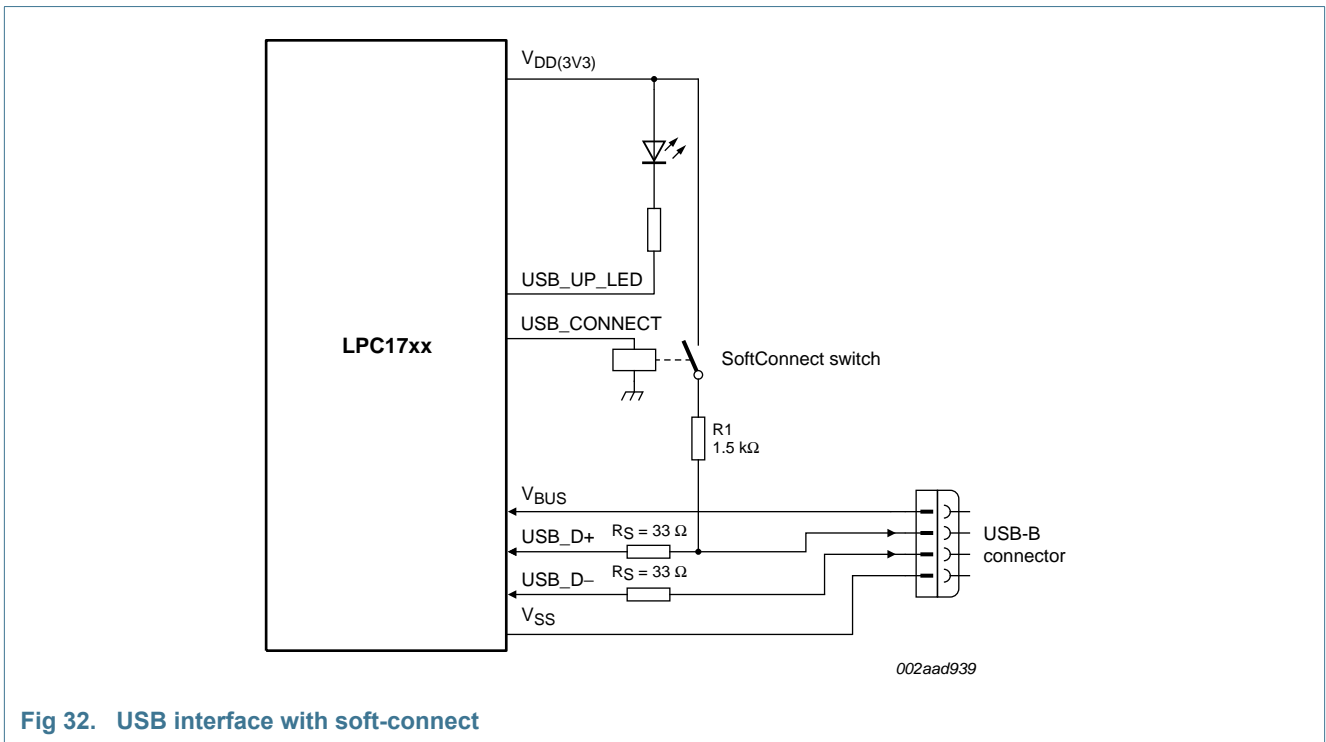 VDD(3V3)
USB_UP_LED
USB_CONNECT
LPC17xx
SoftConnect switch
R1
1.5 kΩ
VBUS
USB_D+
RS = 33 Ω
USB-B
connector
USB_D−
RS = 33 Ω
VSS
002aad939
Fig 32. USB interface with soft-connect